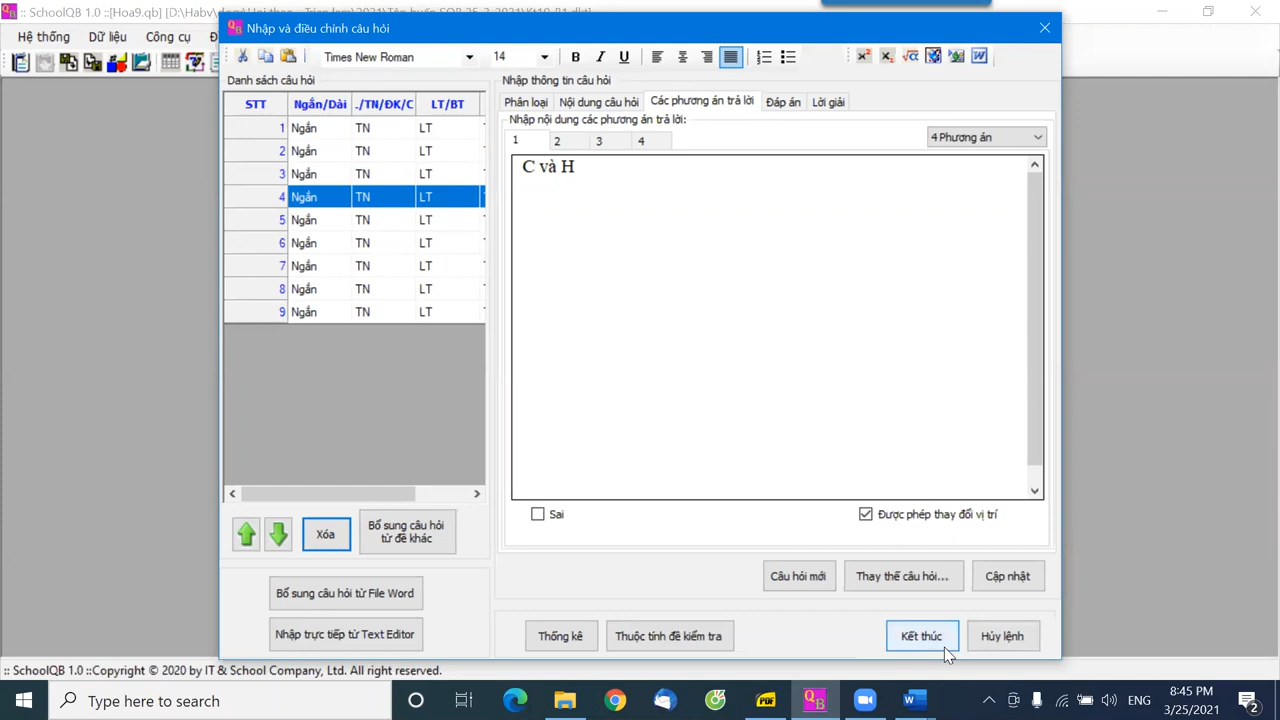 :: SchoolQB 1.0 ::[Hoa9.qb]
Nhập và điều chỉnh câu hỏi
Hệ thống Dữ liệu Công cụ
Times New Roman 14 B I U
Danh sách câu hỏi
STT Ngắn/Dài ./TN/ĐK/C LT/BT
1 Ngắn TN LT
2 Ngắn TN LT
3 Ngắn TN LT
4 Ngắn TN LT
5 Ngắn TN LT
6 Ngắn TN LT
7 Ngắn TN LT
8 Ngắn TN LT
9 Ngắn TN LT
Xóa
Bổ sung câu hỏi
từ đề khác
Bổ sung câu hỏi từ File Word
Nhập trực tiếp từ Text Editor
Nhập thông tin câu hỏi
Phân loại Nội dung câu hỏi Các phương án trả lời Đáp án Lời giải
Nhập nội dung các phương án trả lời:
1 2 3 4
4 Phương án
C và H
Sai
Được phép thay đổi vị trí
Câu hỏi mới Thay thế câu hỏi... Cập nhật
Thống kê Thuộc tính đề kiểm tra Kết thúc Hủy lệnh
:: SchoolQB 1.0 ::Copyright © 2020 by IT & School Company, Ltd. All right reserved.
Type here to search
ENG
8:45 PM
3/25/2021
2